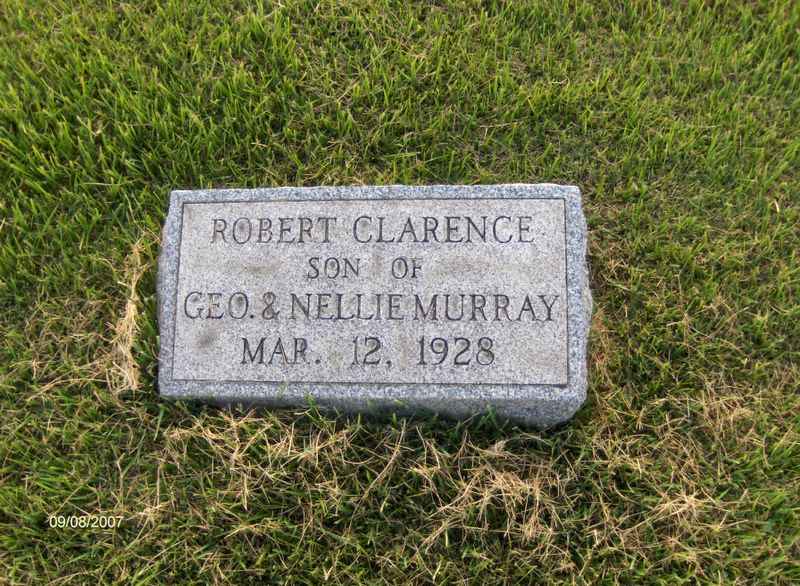 ROBERT CLARENCE
SON OF
GEO. & NELLIE MURRAY
MAR. 12, 1928
09/08/2007